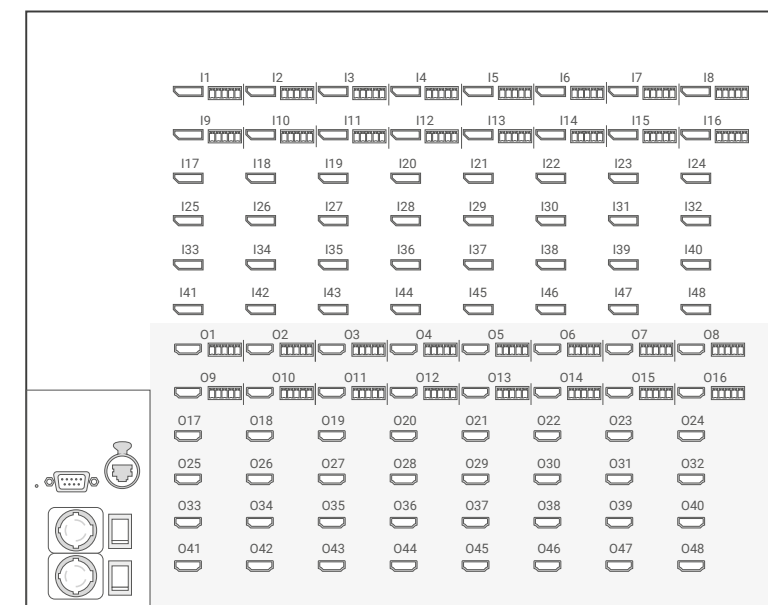 I1 I2 I3 I4 I5 I6 I7 I8
I9 I10 I11 I12 I13 I14 I15 I16
I17 I18 I19 I20 I21 I22 I23 I24
I25 I26 I27 I28 I29 I30 I31 I32
I33 I34 I35 I36 I37 I38 I39 I40
I41 I42 I43 I44 I45 I46 I47 I48
O1 O2 O3 O4 O5 O6 O7 O8
O9 O10 O11 O12 O13 O14 O15 O16
O17 O18 O19 O20 O21 O22 O23 O24
O25 O26 O27 O28 O29 O30 O31 O32
O33 O34 O35 O36 O37 O38 O39 O40
O41 O42 O43 O44 O45 O46 O47 O48